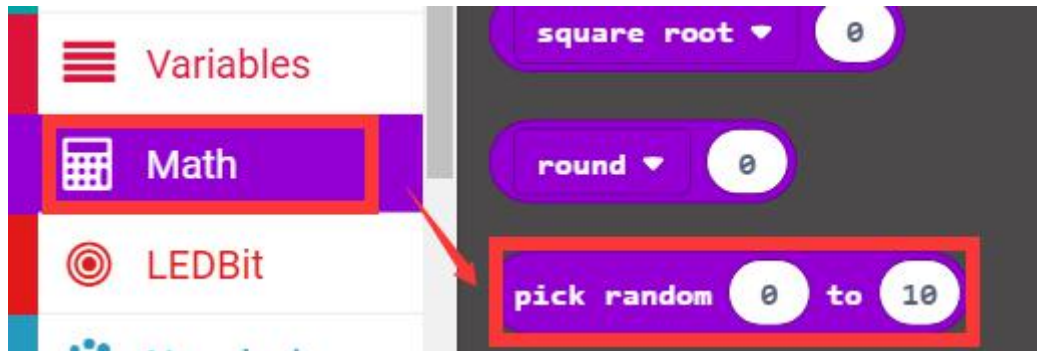 Variables
Math
LEDBit
square root 0
round 0
pick random 0 to 10